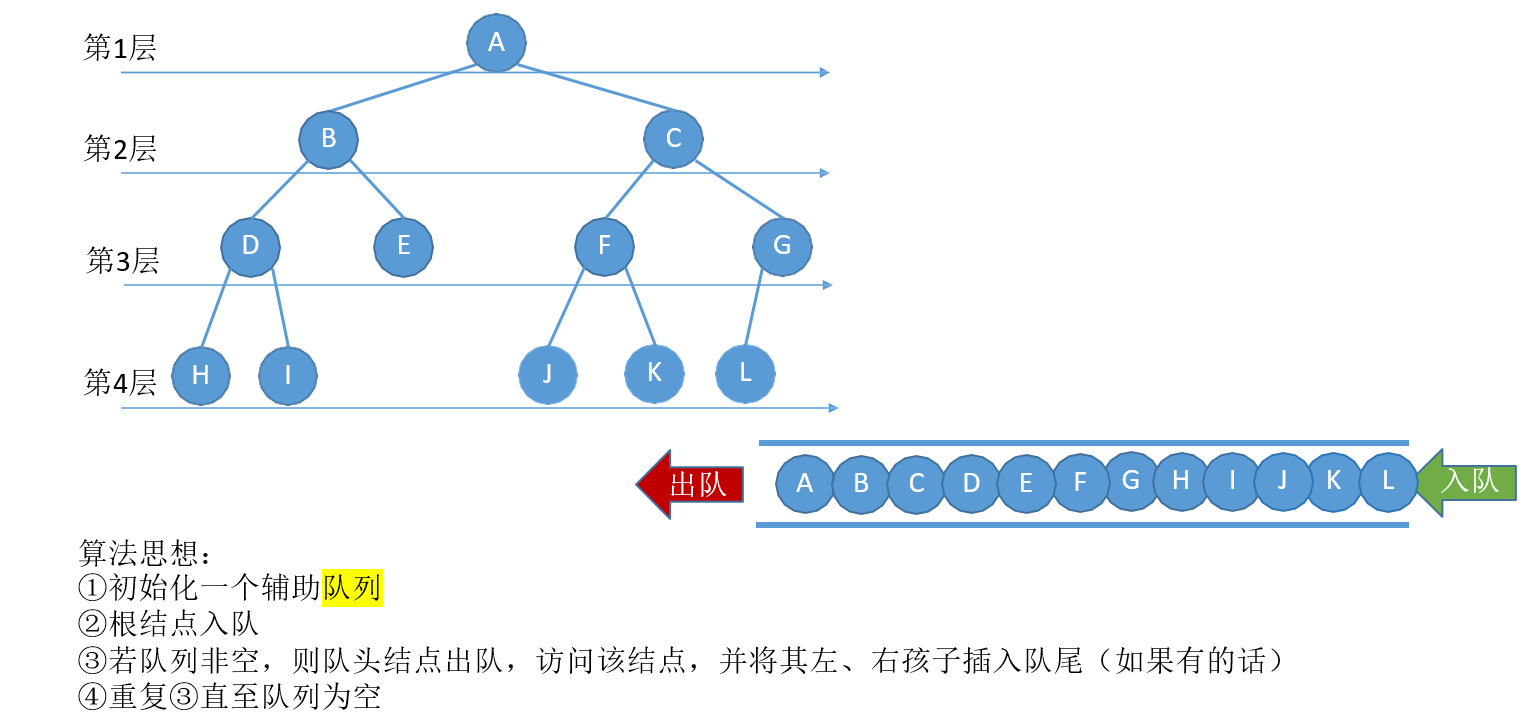 第1层
A
第2层
B C
第3层
D E F G
第4层
H I J K L
出队 A B C D E F G H I J K L 入队
算法思想：
①初始化一个辅助队列
②根结点入队
③若队列非空，则队头结点出队，访问该结点，并将其左、右孩子插入队尾（如果有的话）
④重复③直至队列为空